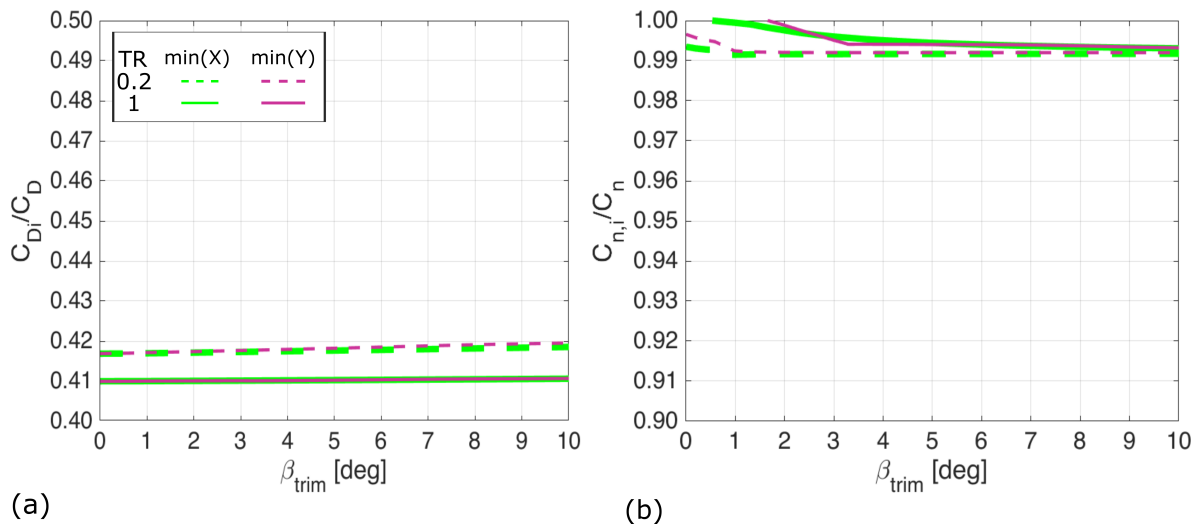 0.50
0.49
0.48
0.47
0.46
0.45
0.44
0.43
0.42
0.41
0.40
C_Di/C_D
TR min(X) min(Y)
0.2
1
0 1 2 3 4 5 6 7 8 9 10
β_trim [deg]
(a)
1.00
0.99
0.98
0.97
0.96
0.95
0.94
0.93
0.92
0.91
0.90
C_n,i/C_n
0 1 2 3 4 5 6 7 8 9 10
β_trim [deg]
(b)